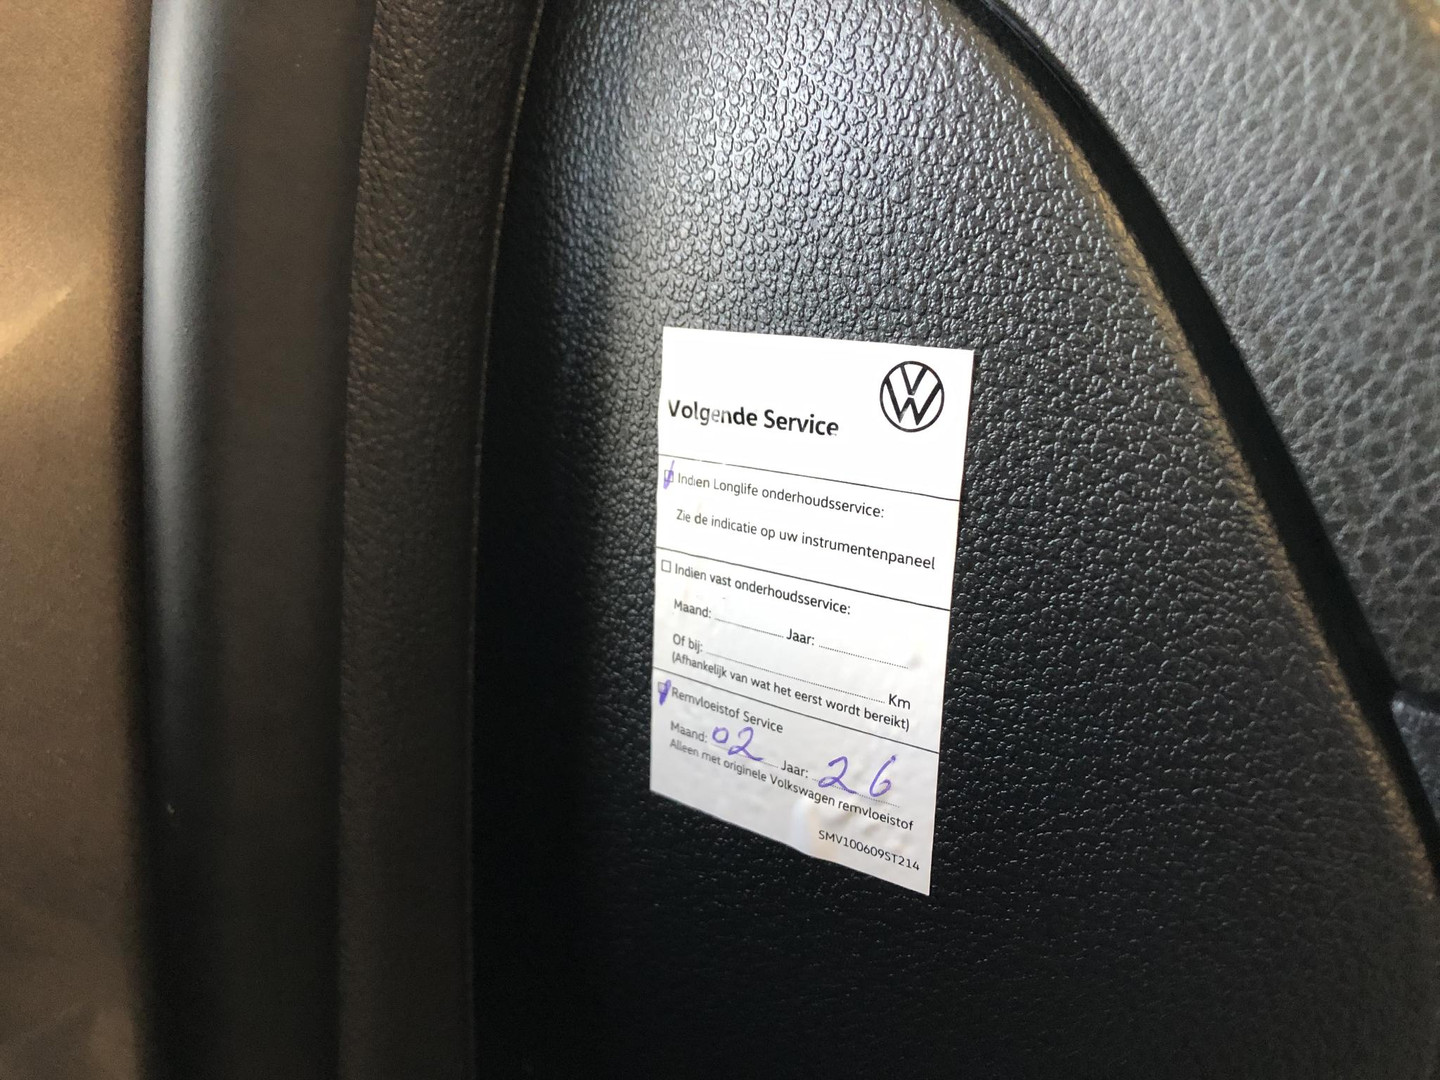 Volgende Service
☐ Indien Longlife onderhoudsservice:
Zie de indicatie op uw instrumentenpaneel
☐ Indien vast onderhoudsservice:
Maand: Jaar:
Of bij: Km
(Afhankelijk van wat het eerst wordt bereikt)
☐ Remvloeistof Service
Maand: 02 Jaar: 26
Alleen met originele Volkswagen remvloeistof
SMV100609ST214